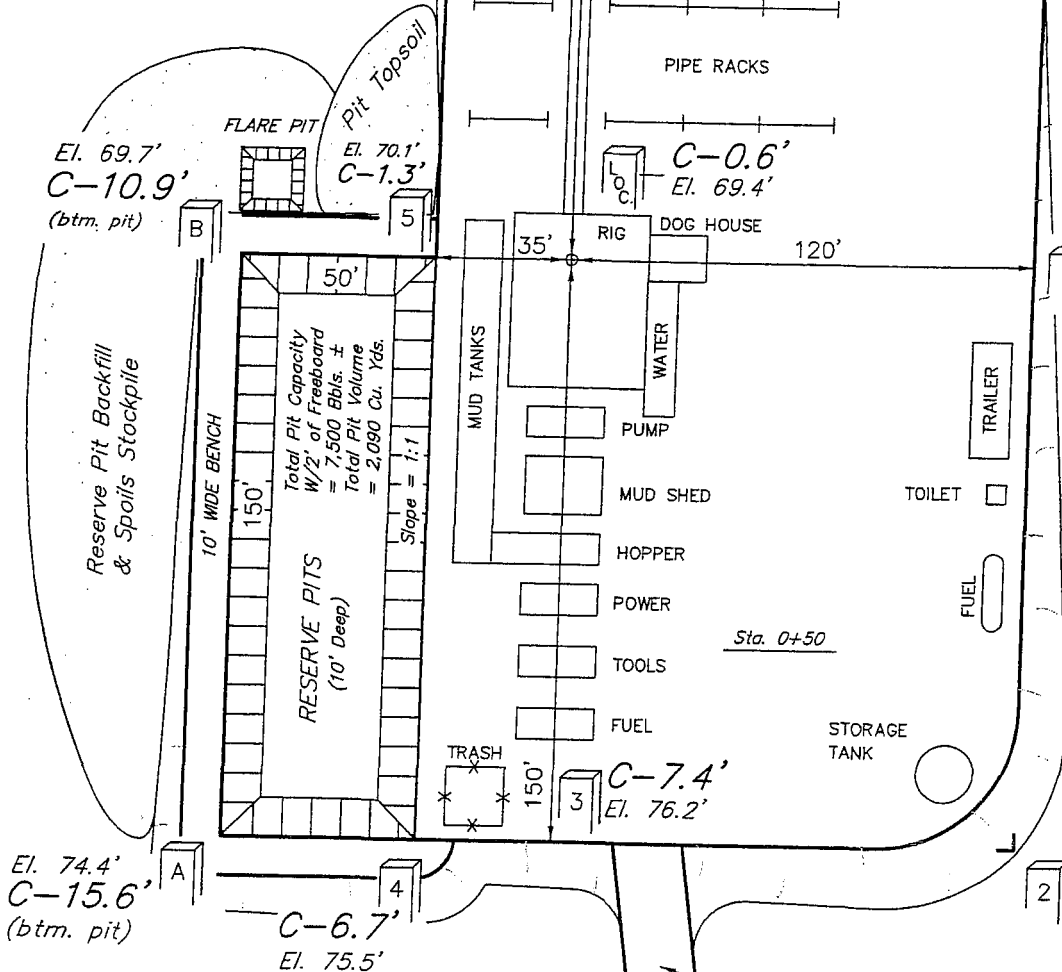 PIPE RACKS
Pit Topsoil
FLARE PIT
El. 69.7'
C-10.9'
(btm. pit)
B
El. 70.1'
C-1.3'
5
LOC.
C-0.6'
El. 69.4'
RIG
DOG HOUSE
35'
120'
50'
Total Pit Capacity
W/2' of Freeboard
= 7,500 Bbls. ±
Total Pit Volume
= 2,090 Cu. Yds.
Slope = 1:1
MUD TANKS
WATER
PUMP
TRAILER
MUD SHED
TOILET
Reserve Pit Backfill
& Spoils Stockpile
10' WIDE BENCH
150'
RESERVE PITS
(10' Deep)
HOPPER
POWER
FUEL
Sta. 0+50
TOOLS
FUEL
STORAGE
TANK
TRASH
150'
3
C-7.4'
El. 76.2'
El. 74.4'
C-15.6'
(btm. pit)
A
4
C-6.7'
El. 75.5'
L
2